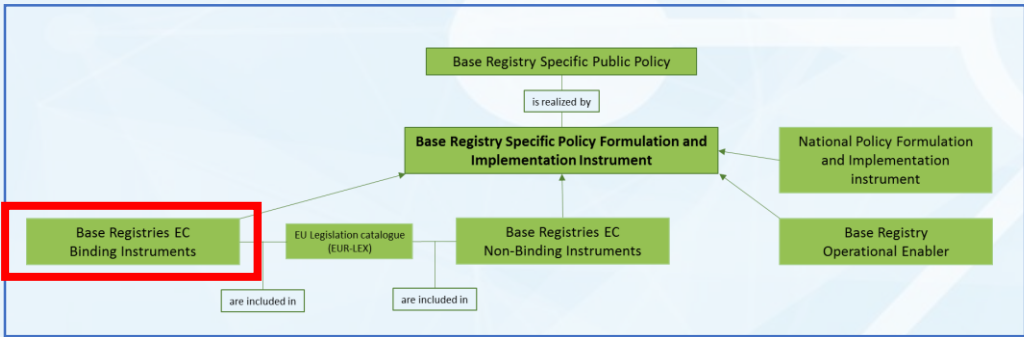 Base Registry Specific Public Policy
is realized by
Base Registry Specific Policy Formulation and
Implementation Instrument
National Policy Formulation
and Implementation
instrument
Base Registries EC
Binding Instruments
EU Legislation catalogue
(EUR-LEX)
Base Registries EC
Non-Binding Instruments
Base Registry
Operational Enabler
are included in
are included in